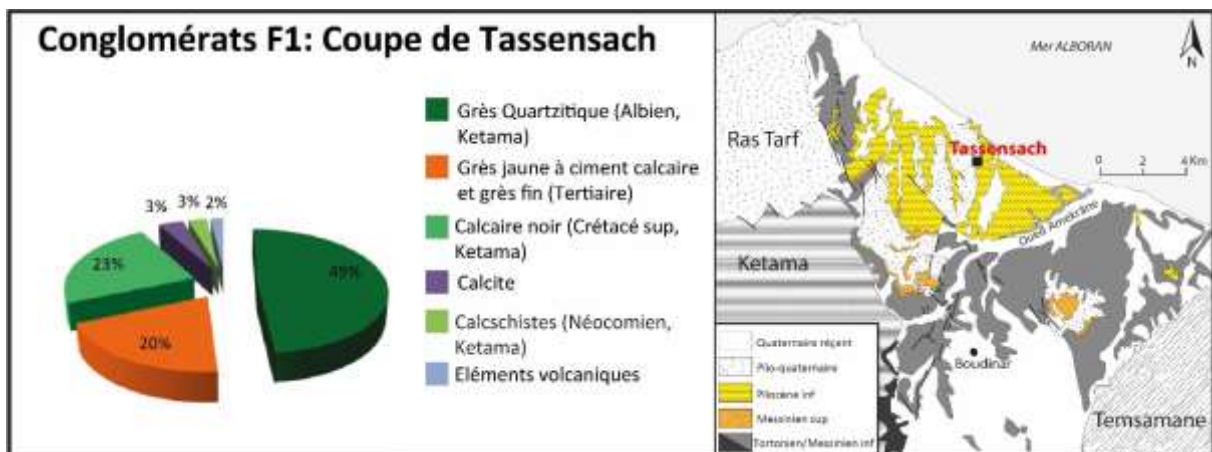 Conglomérats F1: Coupe de Tassensach
Grès Quartzitique (Albien,
Ketama)
Grès jaune à ciment calcaire
et grès fin (Tertiaire)
Calcaire noir (Crétacé sup,
Ketama)
Calcite
Calcschistes (Néocomien,
Ketama)
Eléments volcaniques
3%
3%
2%
23%
49%
20%
Mer ALBORAN
N
Ras Tarf
Tassensach
0 2 4 Km
Oued Amekrane
Ketama
Boudinar
Temsamane
Quaternaire réçent
Plio-quaternaire
Pliocène inf
Messinien sup
Tortonien/Messinien inf